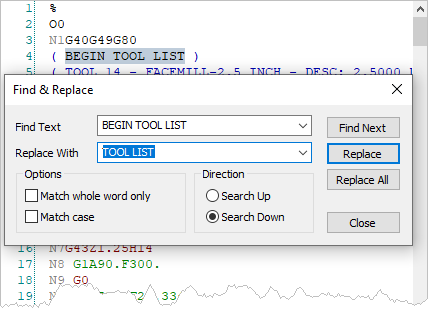 1 %
2 O0
3 N1G40G49G80
4 ( BEGIN TOOL LIST )
5 ( TOOL 14 - FACEMILL-2.5 INCH - DESC: 2.5000
Find & Replace
Find Text BEGIN TOOL LIST Find Next
Replace With TOOL LIST Replace
Replace All
Options Direction
Match whole word only Search Up
Match case Search Down
Close
16 N7G43Z1.25H14
17 N8 G1A90.F300.
18 N9 G0
19